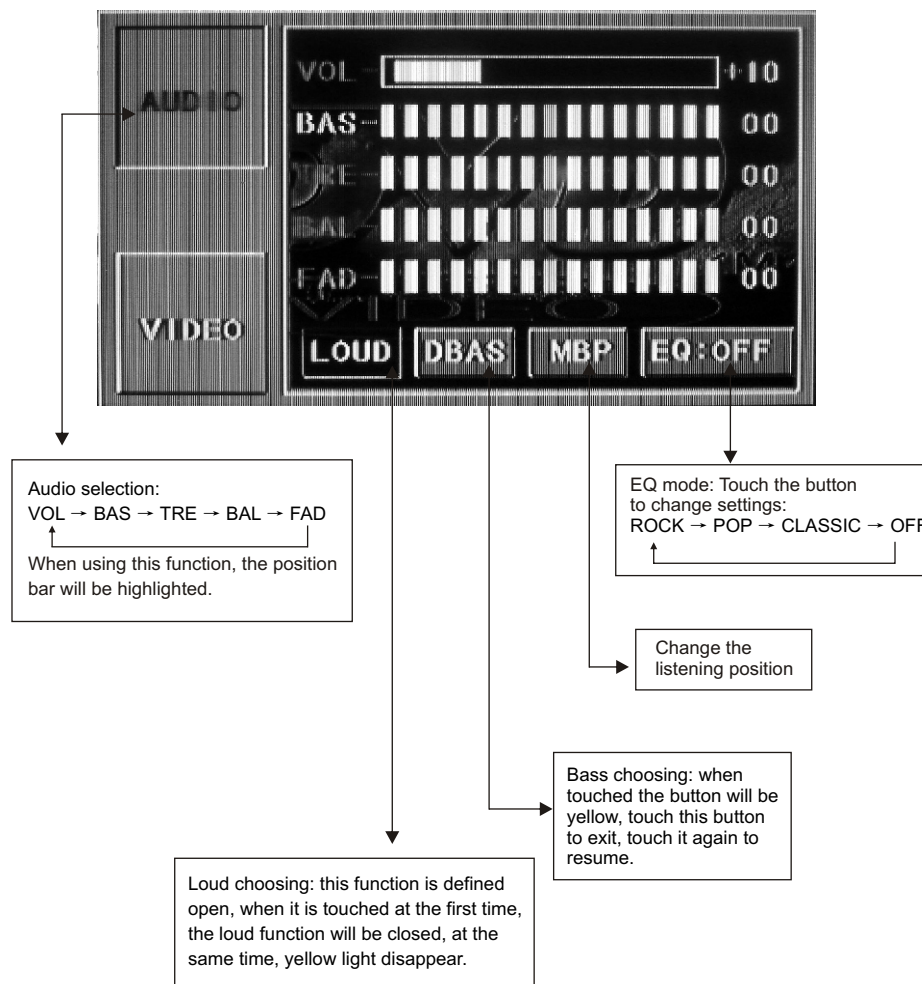 AUDIO
VIDEO
VOL +10
BAS 00
TRE 00
BAL 00
FAD 00
LOUD DBAS MBP EQ:OFF
Audio selection:
VOL → BAS → TRE → BAL → FAD
When using this function, the position
bar will be highlighted.
EQ mode: Touch the button
to change settings:
ROCK → POP → CLASSIC → OFF
Change the
listening position
Bass choosing: when
touched the button will be
yellow, touch this button
to exit, touch it again to
resume.
Loud choosing: this function is defined
open, when it is touched at the first time,
the loud function will be closed, at the
same time, yellow light disappear.